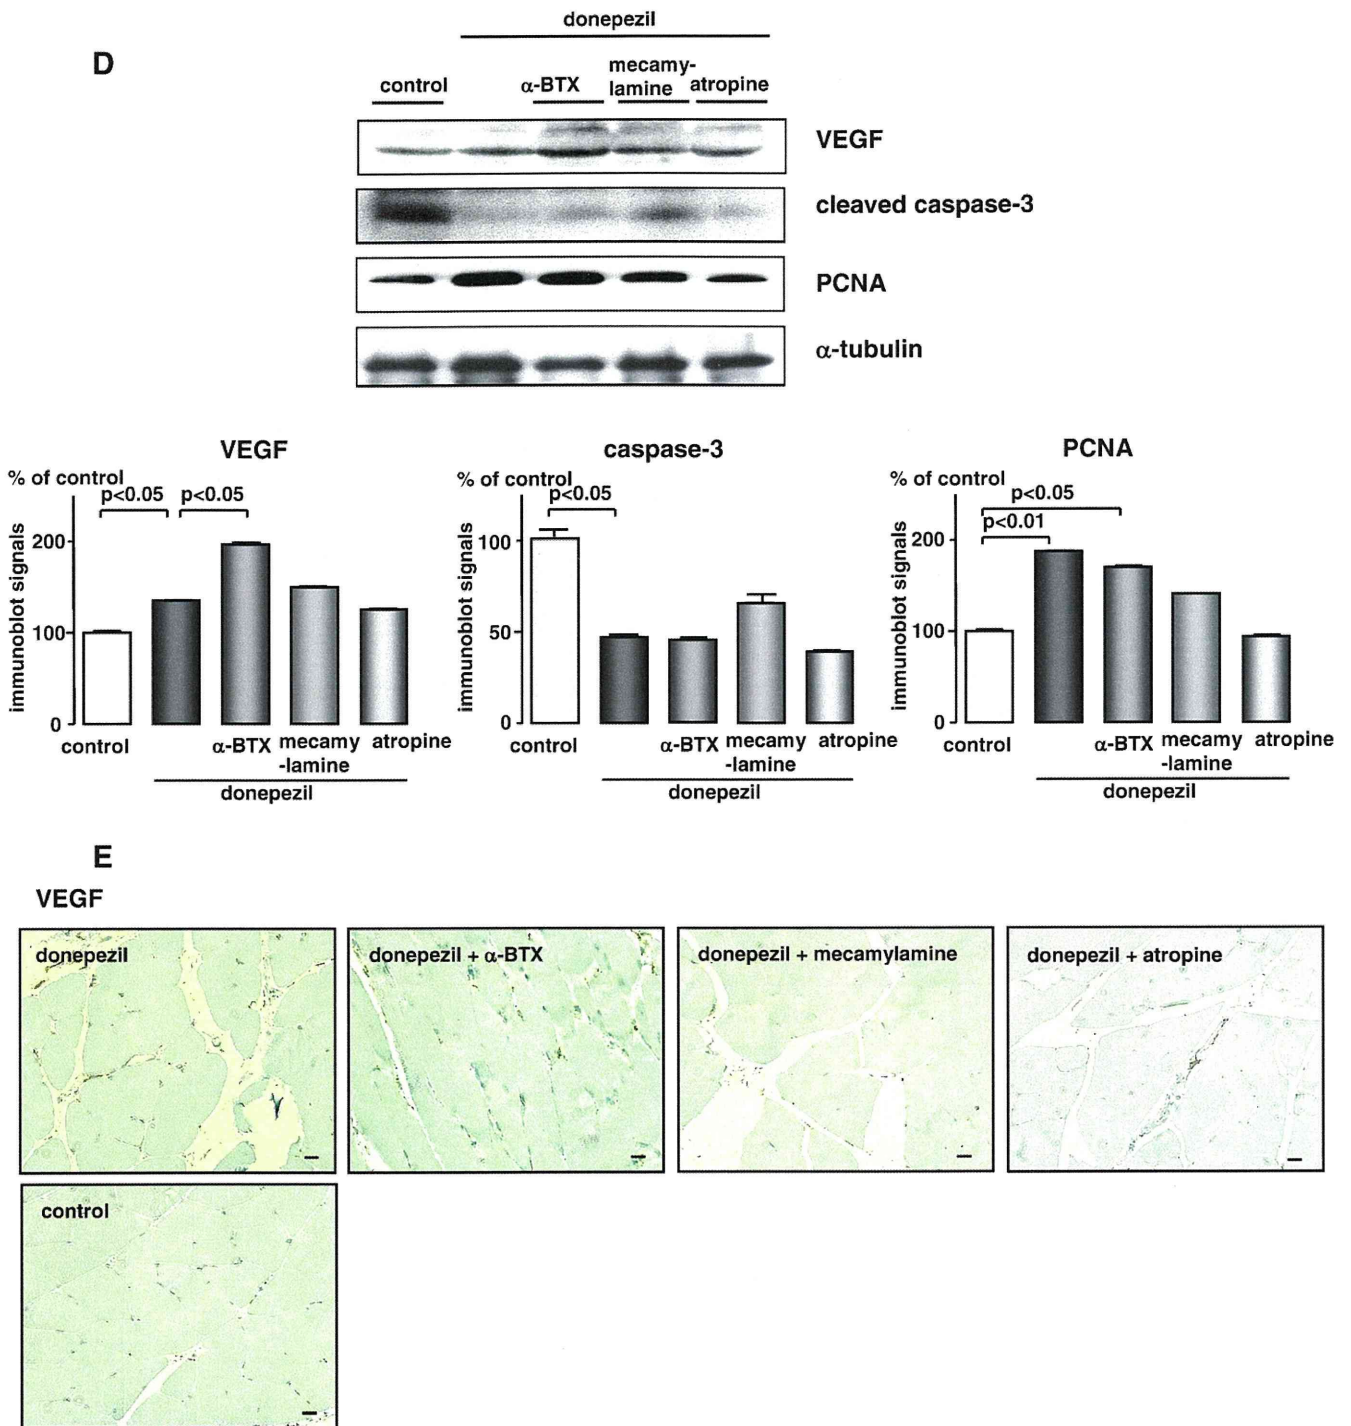 donepezil
D
control
α-BTX
mecamy-
lamine
atropine
VEGF
cleaved caspase-3
PCNA
α-tubulin
VEGF
% of control
p<0.05
p<0.05
immunoblot signals
200
100
0
control
α-BTX
mecamy
-lamine
atropine
donepezil
caspase-3
% of control
p<0.05
immunoblot signals
100
50
0
control
α-BTX
mecamy
-lamine
atropine
donepezil
PCNA
% of control
p<0.05
p<0.01
immunoblot signals
200
100
0
control
α-BTX
mecamy
-lamine
atropine
donepezil
E
VEGF
donepezil
donepezil + α-BTX
donepezil + mecamylamine
donepezil + atropine
control